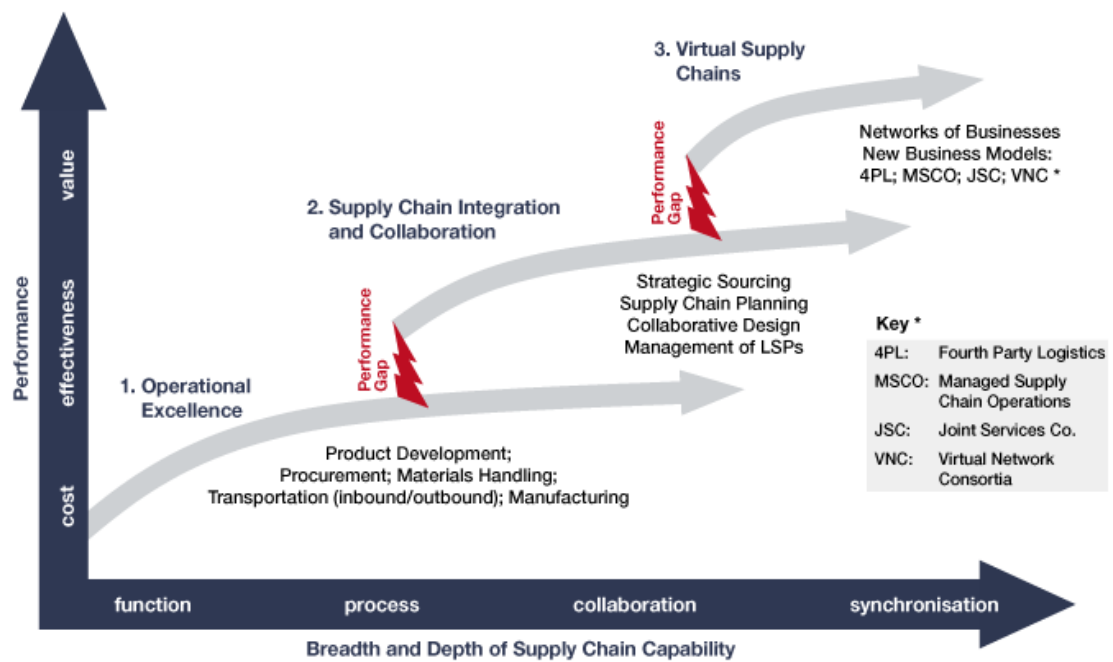 3. Virtual Supply
Chains
Networks of Businesses
New Business Models:
4PL; MSCO; JSC; VNC *
Performance
Gap
2. Supply Chain Integration
and Collaboration
Strategic Sourcing
Supply Chain Planning
Collaborative Design
Management of LSPs
Performance
Gap
1. Operational
Excellence
Product Development;
Procurement; Materials Handling;
Transportation (inbound/outbound); Manufacturing
Key *
4PL: Fourth Party Logistics
MSCO: Managed Supply
Chain Operations
JSC: Joint Services Co.
VNC: Virtual Network
Consortia
Performance
value
effectiveness
cost
function process collaboration synchronisation
Breadth and Depth of Supply Chain Capability